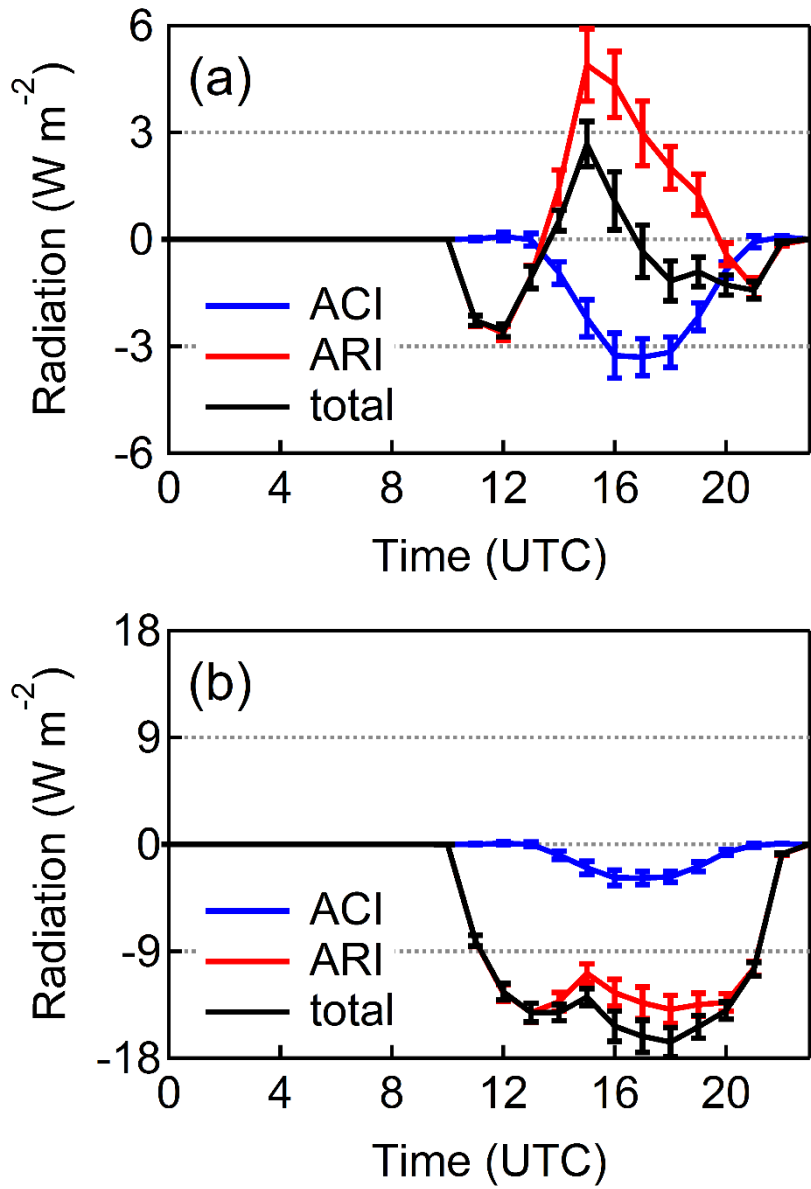 (a)
Radiation (W m⁻²)
6
3
0
-3
-6
ACI
ARI
total
0 4 8 12 16 20
Time (UTC)
(b)
Radiation (W m⁻²)
18
9
0
-9
-18
ACI
ARI
total
0 4 8 12 16 20
Time (UTC)